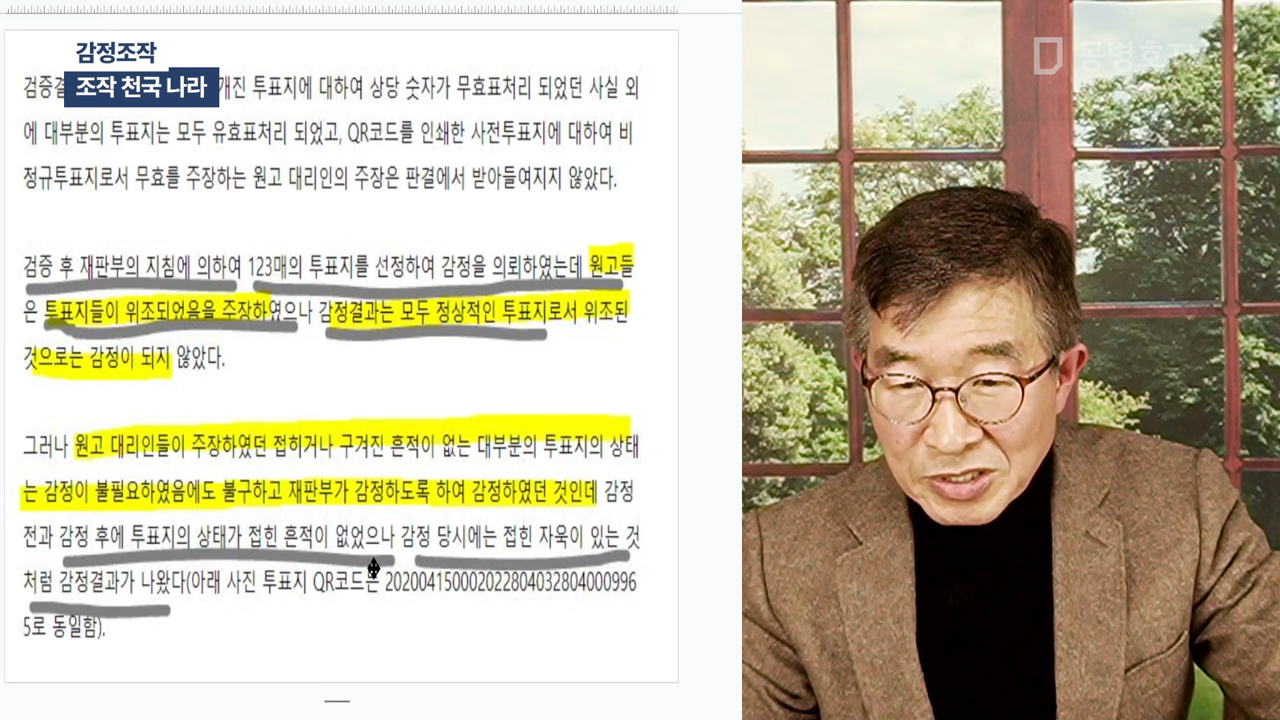 감정조작
조작 천국 나라
검증결 개진 투표지에 대하여 상당 숫자가 무효표처리 되었던 사실 외
에 대부분의 투표지는 모두 유효표처리 되었고, QR코드를 인쇄한 사전투표지에 대하여 비
정규투표지로서 무효를 주장하는 원고 대리인의 주장은 판결에서 받아들여지지 않았다.
검증 후 재판부의 지침에 의하여 123매의 투표지를 선정하여 감정을 의뢰하였는데 원고들
은 투표지들이 위조되었음을 주장하였으나 감정결과는 모두 정상적인 투표지로서 위조된
것으로는 감정이 되지 않았다.
그러나 원고 대리인들이 주장하였던 접히거나 구겨진 흔적이 없는 대부분의 투표지의 상태
는 감정이 불필요하였음에도 불구하고 재판부가 감정하도록 하여 감정하였던 것인데 감정
전과 감정 후에 투표지의 상태가 접힌 흔적이 없었으나 감정 당시에는 접힌 자욱이 있는 것
처럼 감정결과가 나왔다(아래 사진 투표지 QR코드는 202004150002022804032804000996
5로 동일함).
공병호